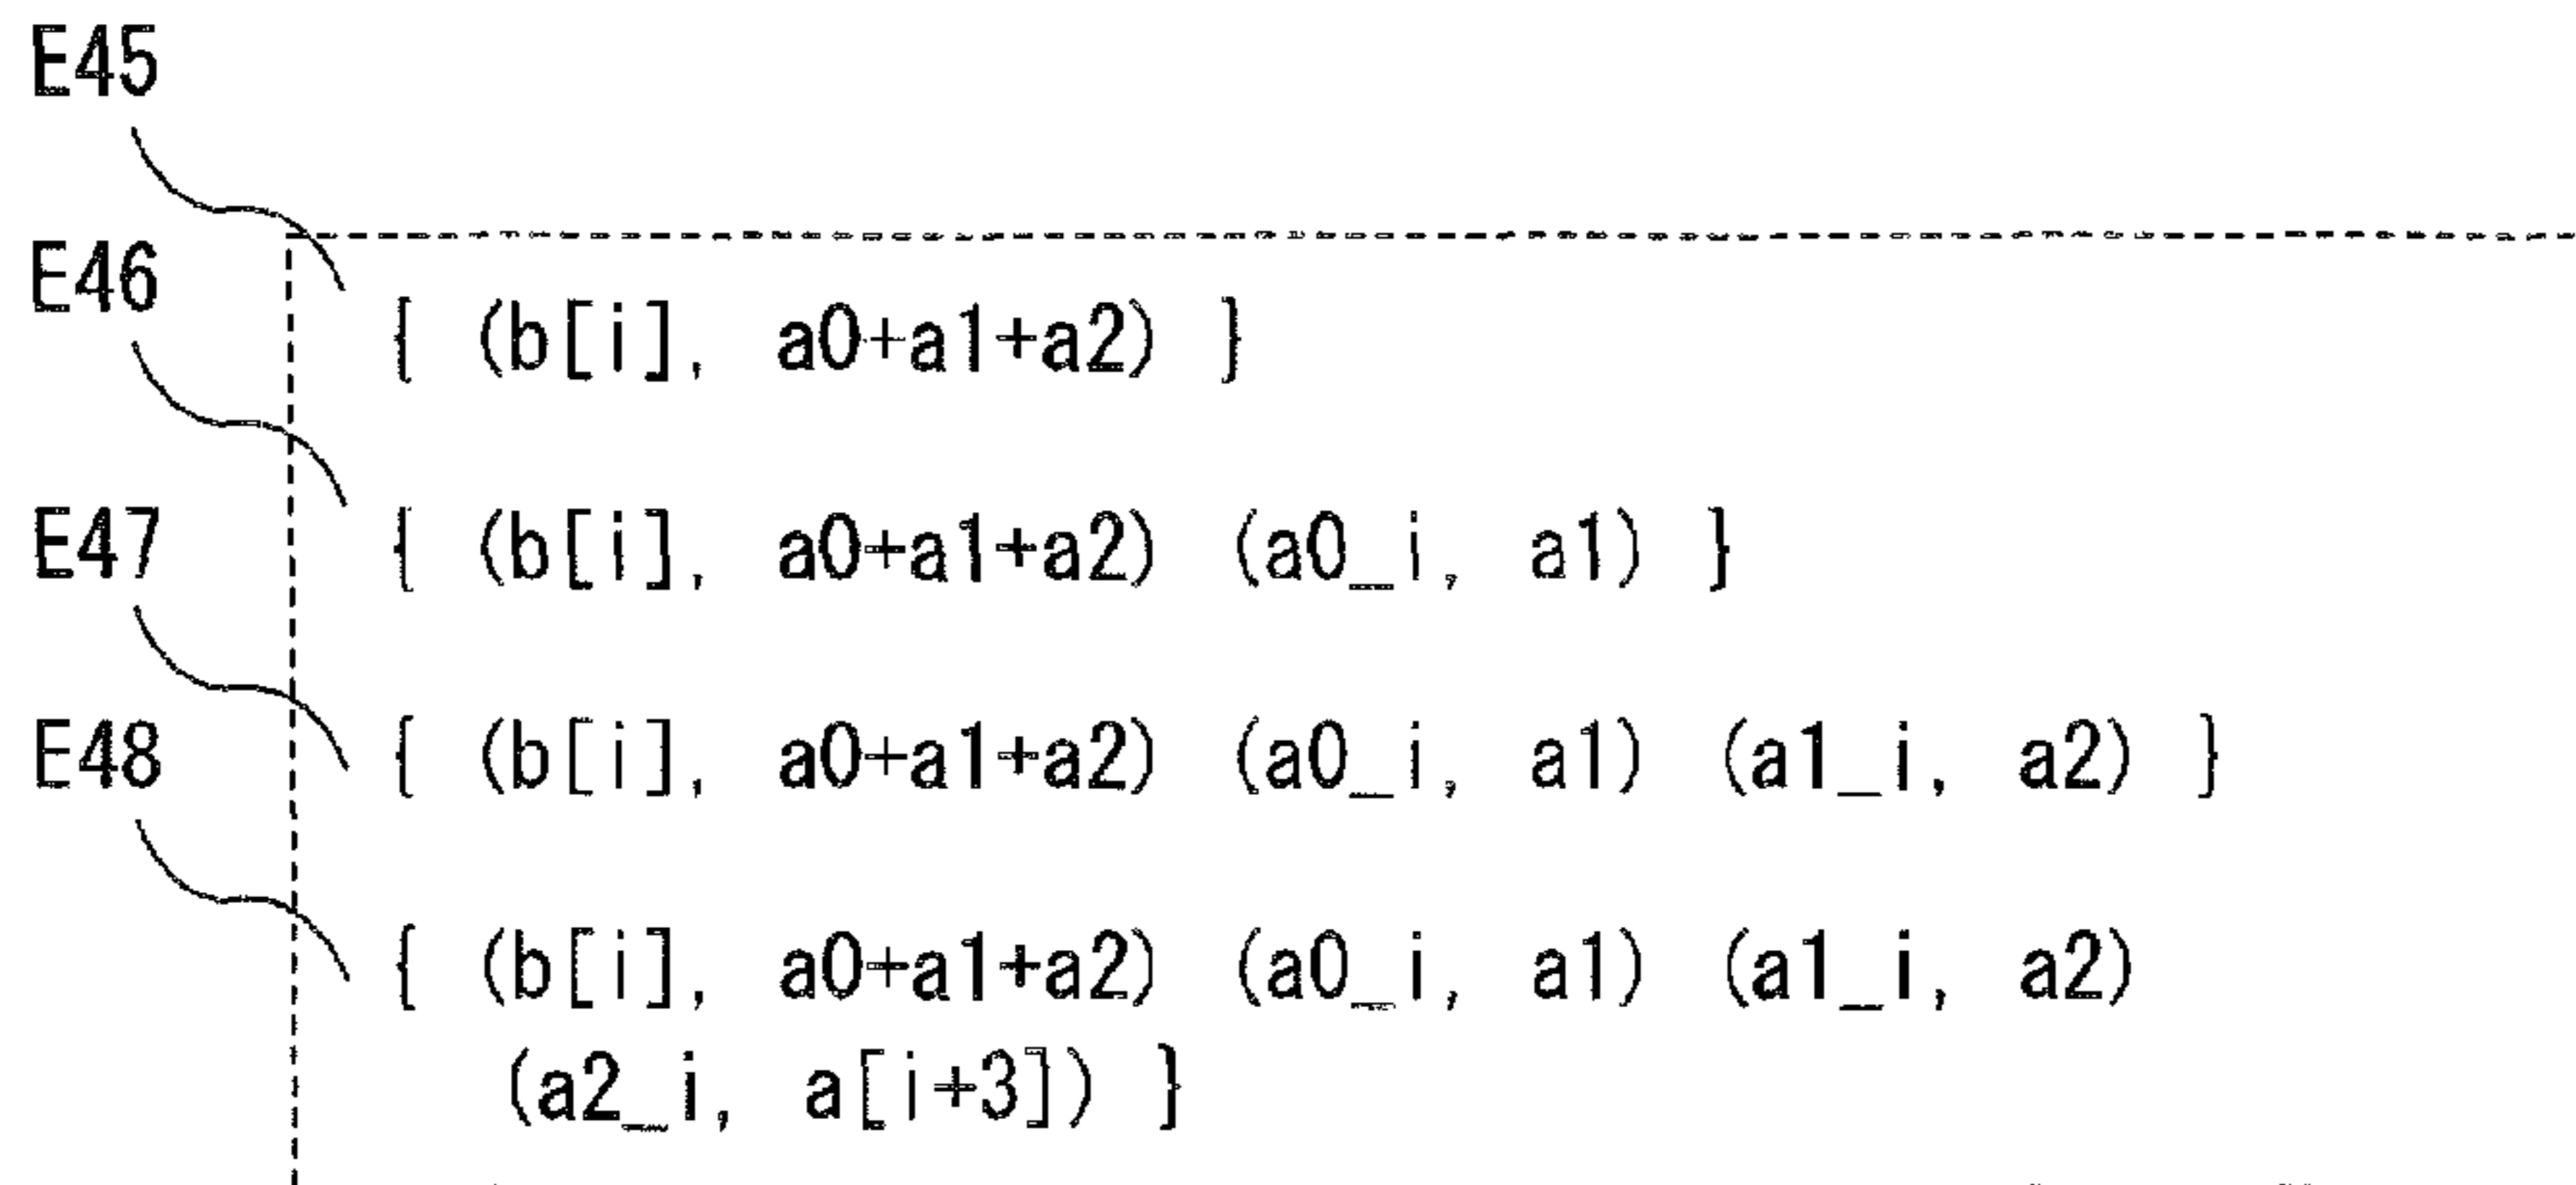 E45
{ (b[i], a0+a1+a2) }
E46
{ (b[i], a0+a1+a2) (a0_i, a1) }
E47
{ (b[i], a0+a1+a2) (a0_i, a1) (a1_i, a2) }
E48
{ (b[i], a0+a1+a2) (a0_i, a1) (a1_i, a2)
(a2_i, a[i+3]) }